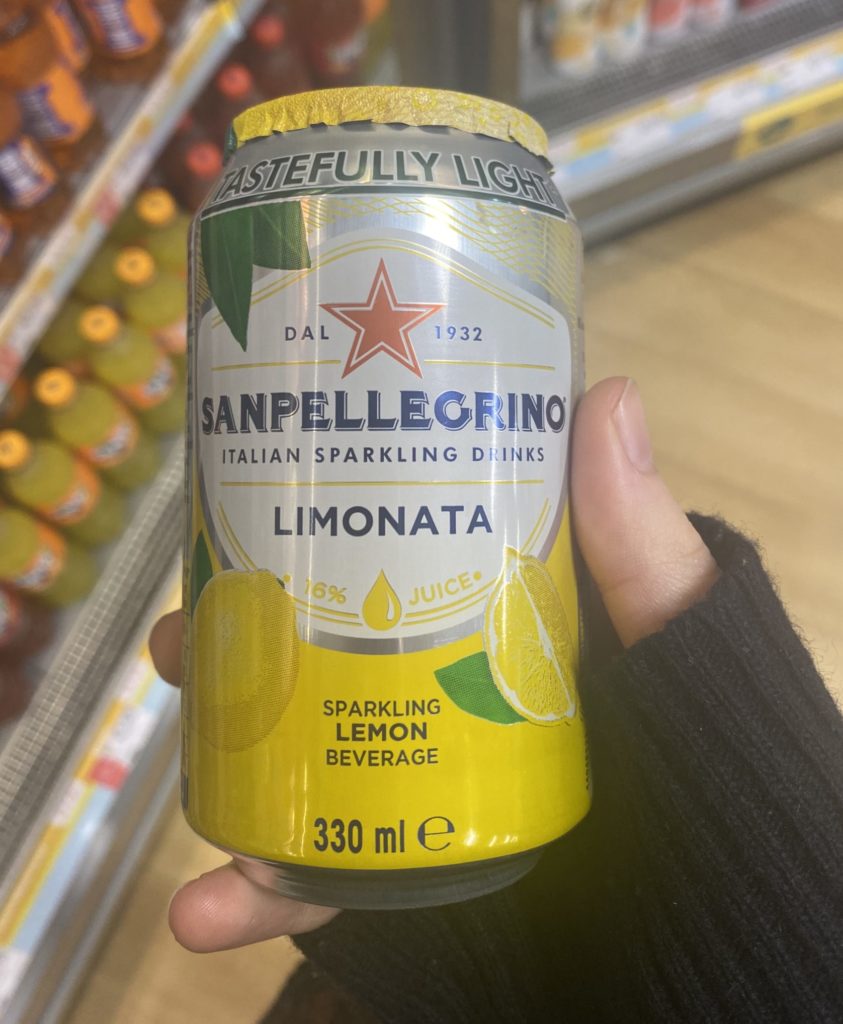 TASTEFULLY LIGHT
DAL 1932
SANPELLEGRINO®
ITALIAN SPARKLING DRINKS
LIMONATA
16% JUICE
SPARKLING
LEMON
BEVERAGE
330 ml ℮